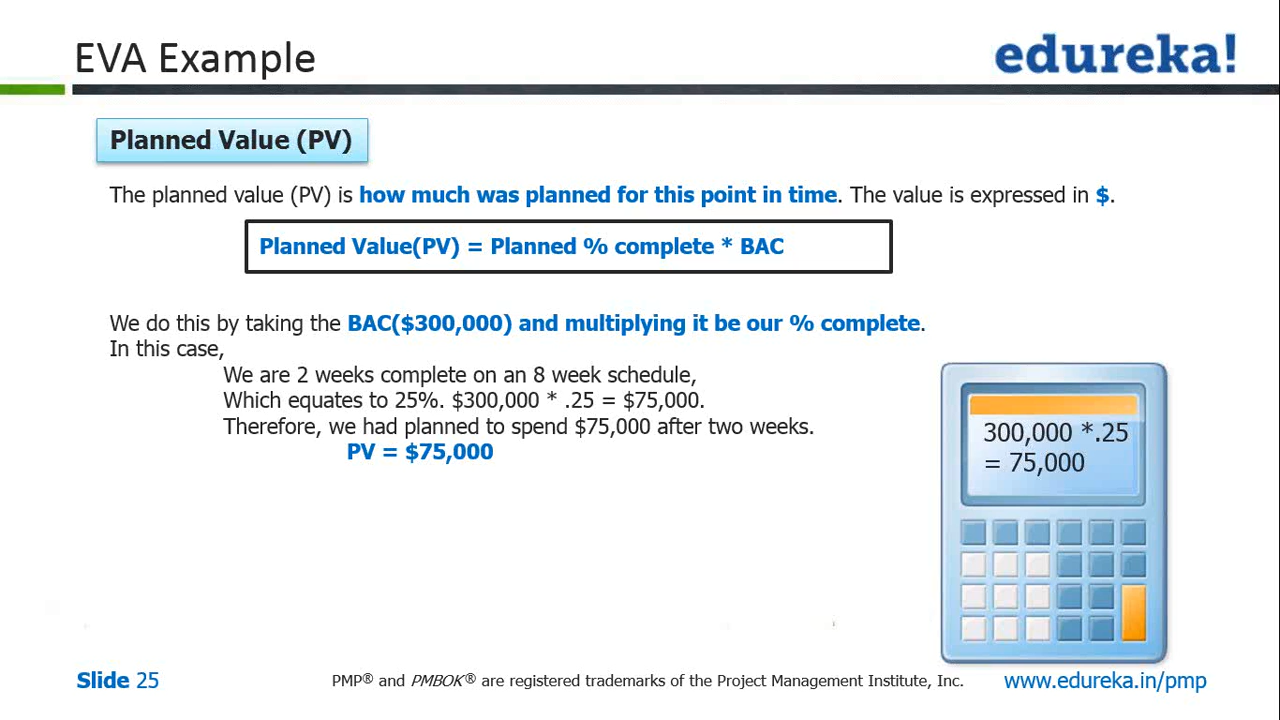 EVA Example
edureka!
Planned Value (PV)
The planned value (PV) is how much was planned for this point in time. The value is expressed in $.
Planned Value(PV) = Planned % complete * BAC
We do this by taking the BAC($300,000) and multiplying it be our % complete.
In this case,
We are 2 weeks complete on an 8 week schedule,
Which equates to 25%. $300,000 * .25 = $75,000.
Therefore, we had planned to spend $75,000 after two weeks.
PV = $75,000
300,000 *.25
= 75,000
Slide 25
PMP® and PMBOK® are registered trademarks of the Project Management Institute, Inc.
www.edureka.in/pmp